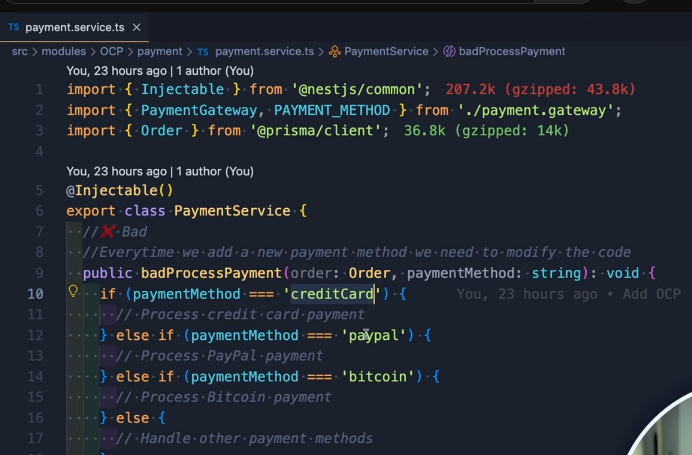 TS payment.service.ts ×
src > modules > OCP > payment > TS payment.service.ts > PaymentService > badProcessPayment
You, 23 hours ago | 1 author (You)
1 import { Injectable } from '@nestjs/common'; 207.2k (gzipped: 43.8k)
2 import { PaymentGateway, PAYMENT_METHOD } from './payment.gateway';
3 import { Order } from '@prisma/client'; 36.8k (gzipped: 14k)
4
You, 23 hours ago | 1 author (You)
5 @Injectable()
6 export class PaymentService {
7 //❌ Bad
8 //Everytime we add a new payment method we need to modify the code
9 public badProcessPayment(order: Order, paymentMethod: string): void {
10 if (paymentMethod === 'creditCard') { You, 23 hours ago • Add OCP
11 // Process credit card payment
12 } else if (paymentMethod === 'paypal') {
13 // Process PayPal payment
14 } else if (paymentMethod === 'bitcoin') {
15 // Process Bitcoin payment
16 } else {
17 // Handle other payment methods